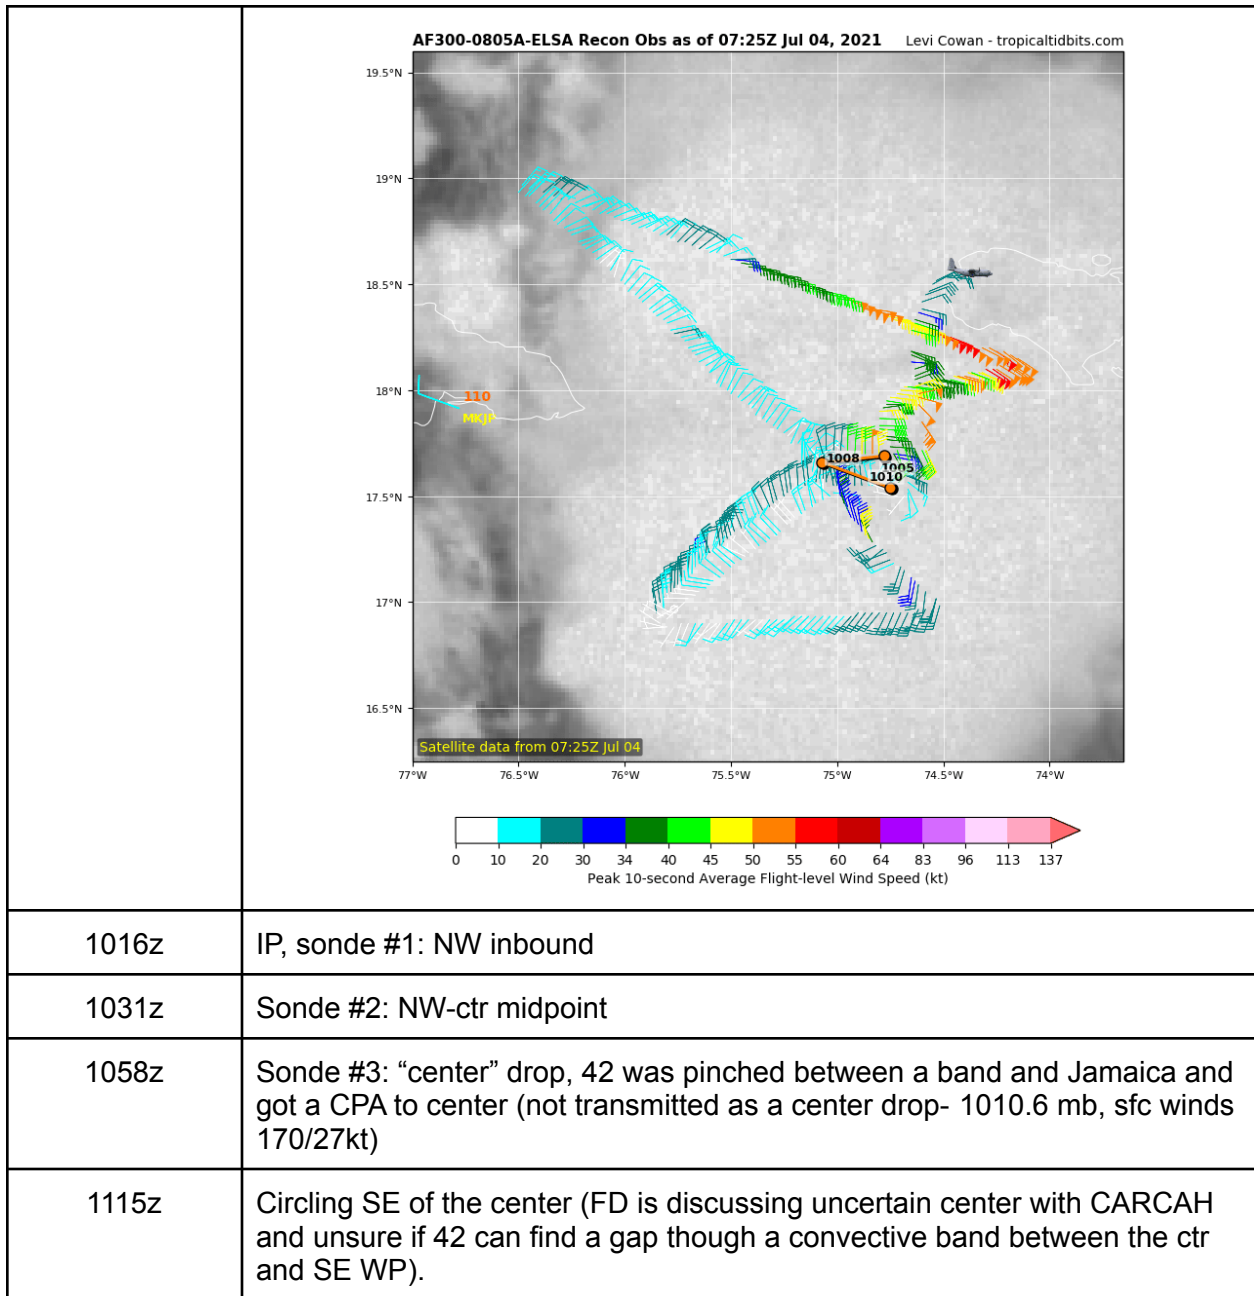 AF300-0805A-ELSA Recon Obs as of 07:25Z Jul 04, 2021 Levi Cowan - tropicaltidbits.com
19.5°N
19°N
18.5°N
18°N
110
MKJP
1008
1005
1010
17.5°N
17°N
16.5°N
Satellite data from 07:25Z Jul 04
77°W 76.5°W 76°W 75.5°W 75°W 74.5°W 74°W
0 10 20 30 34 40 45 50 55 60 64 83 96 113 137
Peak 10-second Average Flight-level Wind Speed (kt)
1016z IP, sonde #1: NW inbound
1031z Sonde #2: NW-ctr midpoint
1058z Sonde #3: “center” drop, 42 was pinched between a band and Jamaica and
got a CPA to center (not transmitted as a center drop- 1010.6 mb, sfc winds
170/27kt)
1115z Circling SE of the center (FD is discussing uncertain center with CARCAH
and unsure if 42 can find a gap though a convective band between the ctr
and SE WP).